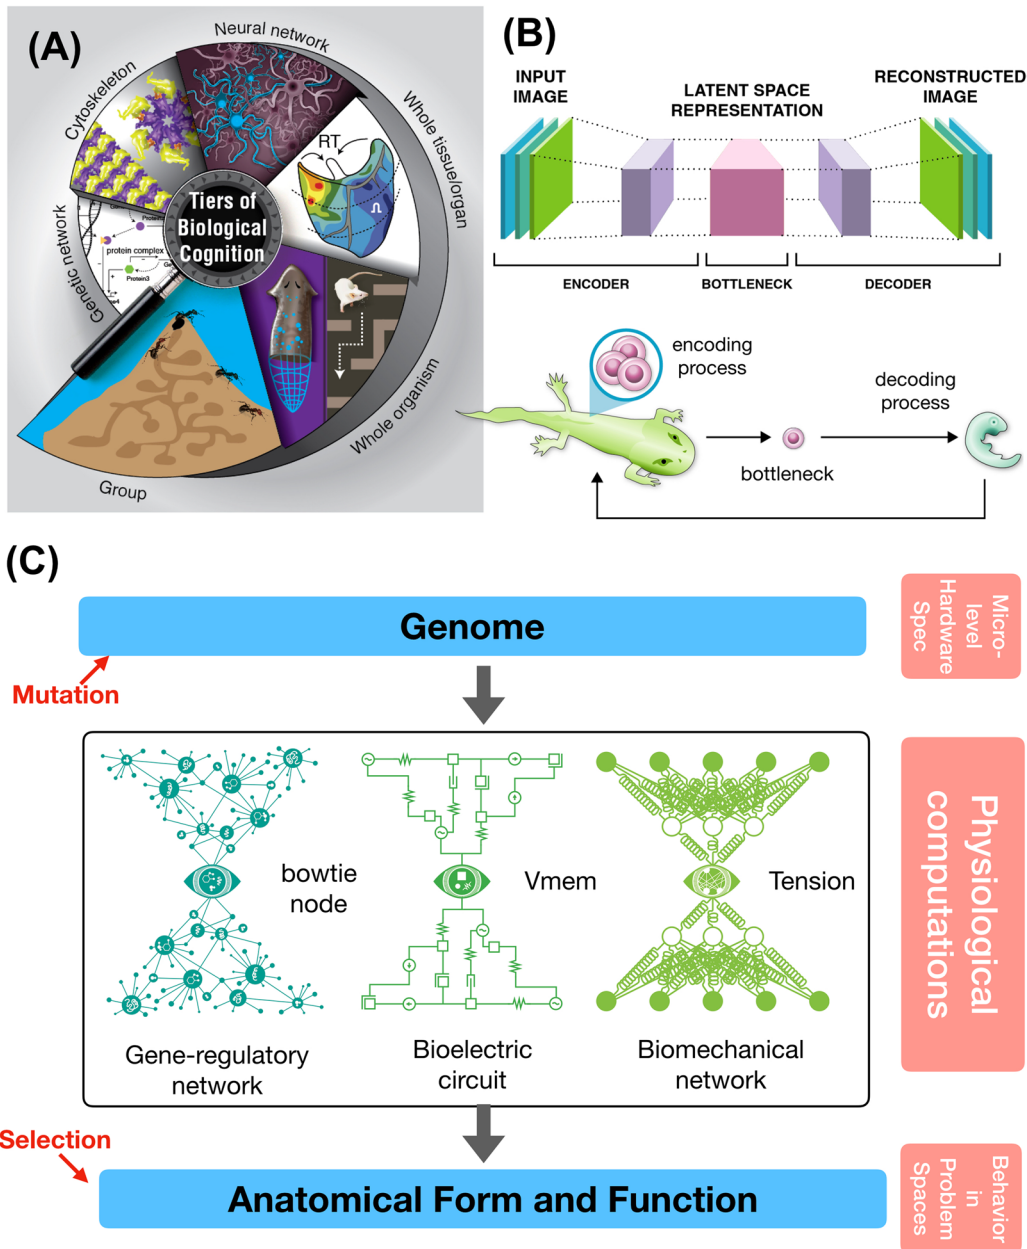 (A)
Neural network
Cytoskeleton
Whole tissue/organ
RT
Tiers of
Biological
Cognition
Genetic network
protein complex
Protein3
Whole organism
Group
(B)
INPUT
IMAGE
LATENT SPACE
REPRESENTATION
RECONSTRUCTED
IMAGE
ENCODER
BOTTLENECK
DECODER
encoding
process
decoding
process
bottleneck
(C)
Genome
Micro-
level
Hardware
Spec
Mutation
bowtie
node
Vmem
Tension
Physiological
computations
Gene-regulatory
network
Bioelectric
circuit
Biomechanical
network
Selection
Anatomical Form and Function
Behavior
in
Problem
Spaces